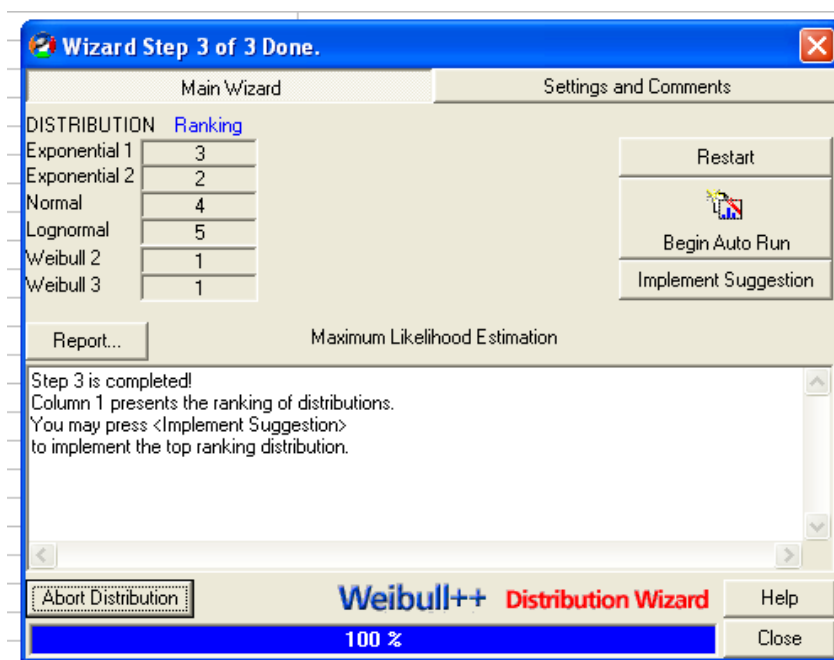 Wizard Step 3 of 3 Done.
Main Wizard Settings and Comments
DISTRIBUTION Ranking
Exponential 1 3
Exponential 2 2
Normal 4
Lognormal 5
Weibull 2 1
Weibull 3 1
Restart
Begin Auto Run
Implement Suggestion
Report... Maximum Likelihood Estimation
Step 3 is completed!
Column 1 presents the ranking of distributions.
You may press <Implement Suggestion>
to implement the top ranking distribution.
Abort Distribution Weibull++ Distribution Wizard Help
100 % Close